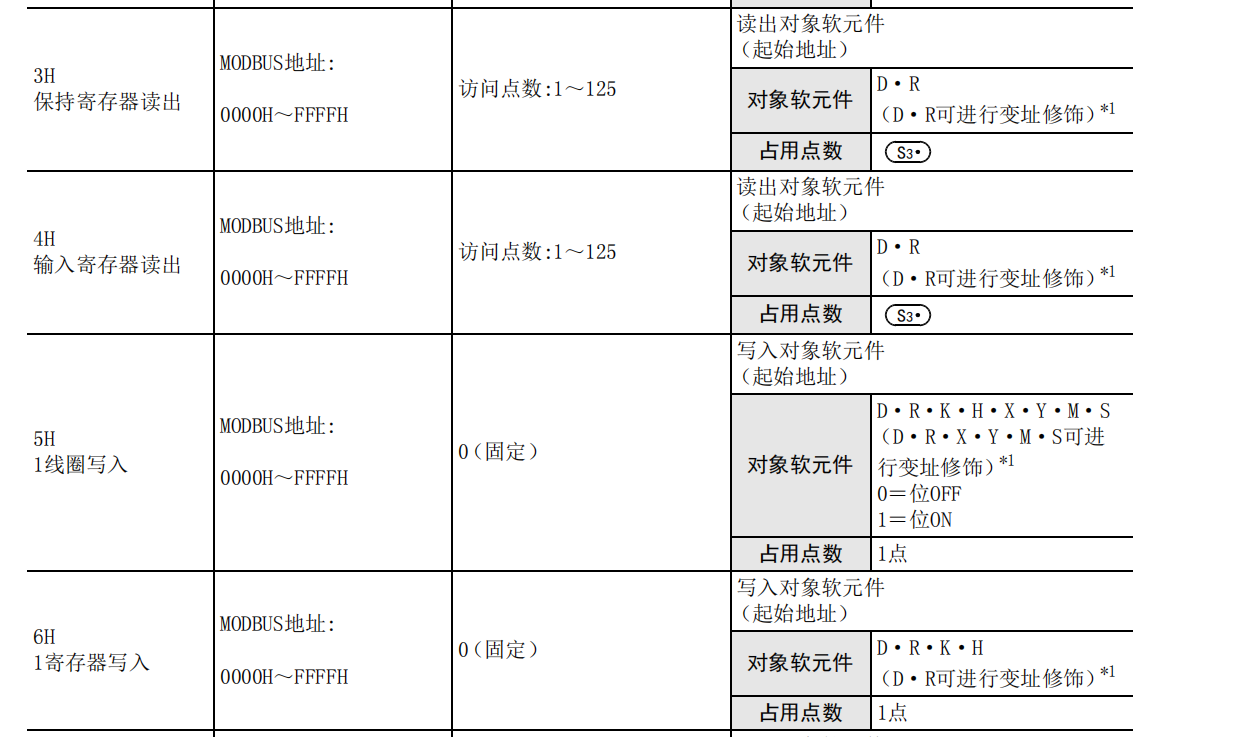 3H
保持寄存器读出
MODBUS地址:
0000H～FFFFH
访问点数:1～125
读出对象软元件
(起始地址)
对象软元件
D·R
(D·R可进行变址修饰)*1
占用点数
S3·
4H
输入寄存器读出
MODBUS地址:
0000H～FFFFH
访问点数:1～125
读出对象软元件
(起始地址)
对象软元件
D·R
(D·R可进行变址修饰)*1
占用点数
S3·
5H
1线圈写入
MODBUS地址:
0000H～FFFFH
0(固定)
写入对象软元件
(起始地址)
对象软元件
D·R·K·H·X·Y·M·S
(D·R·X·Y·M·S可进
行变址修饰)*1
0＝位OFF
1＝位ON
占用点数
1点
6H
1寄存器写入
MODBUS地址:
0000H～FFFFH
0(固定)
写入对象软元件
(起始地址)
对象软元件
D·R·K·H
(D·R可进行变址修饰)*1
占用点数
1点